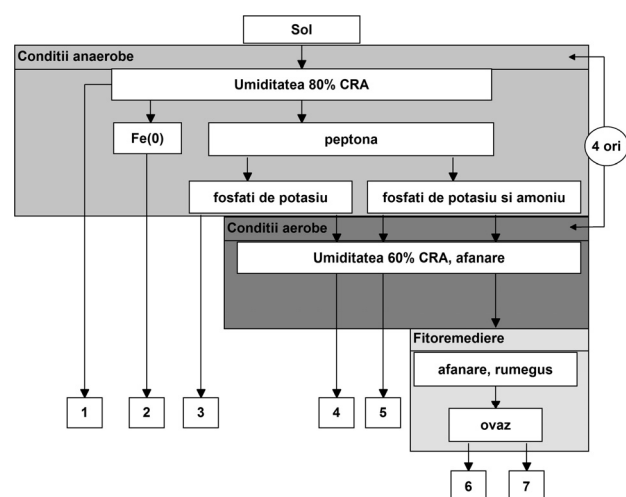 Sol
Conditii anaerobe
Umiditatea 80% CRA
Fe(0)
peptona
4 ori
fosfati de potasiu
fosfati de potasiu si amoniu
Conditii aerobe
Umiditatea 60% CRA, afanare
Fitoremediere
afanare, rumegus
1
2
3
4
5
ovaz
6
7